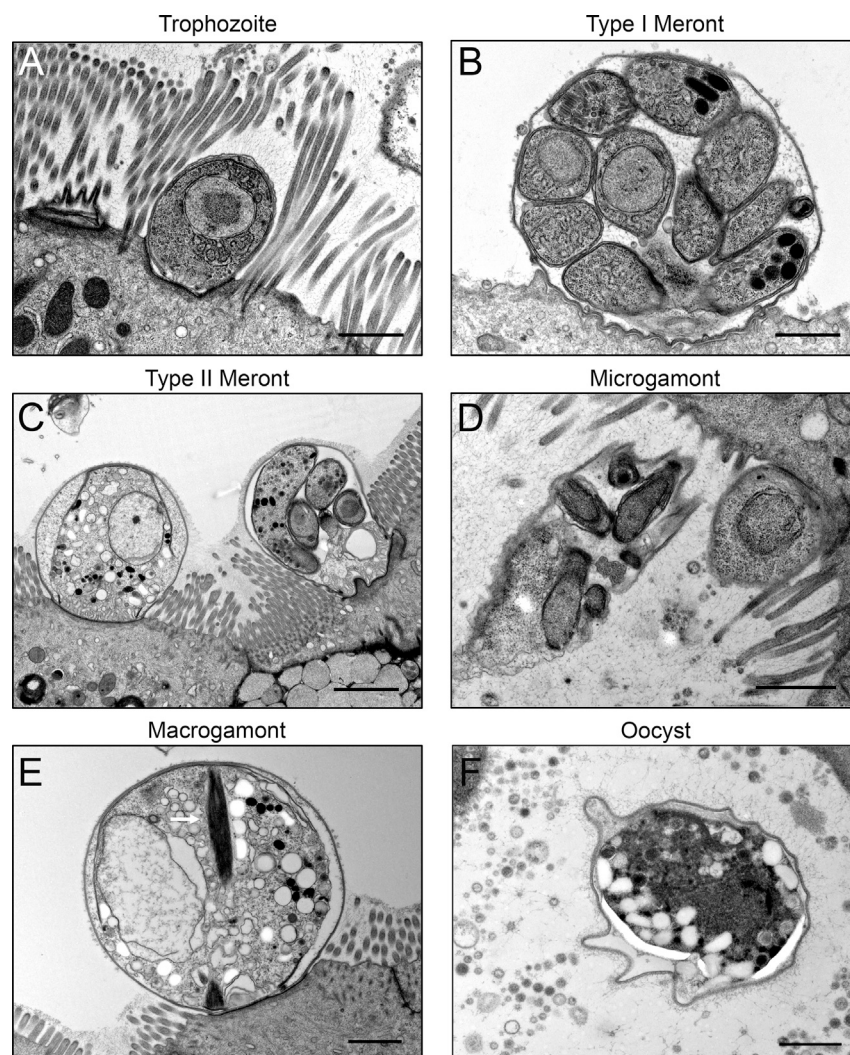 Trophozoite
A
Type I Meront
B
Type II Meront
C
Microgamont
D
Macrogamont
E
Oocyst
F